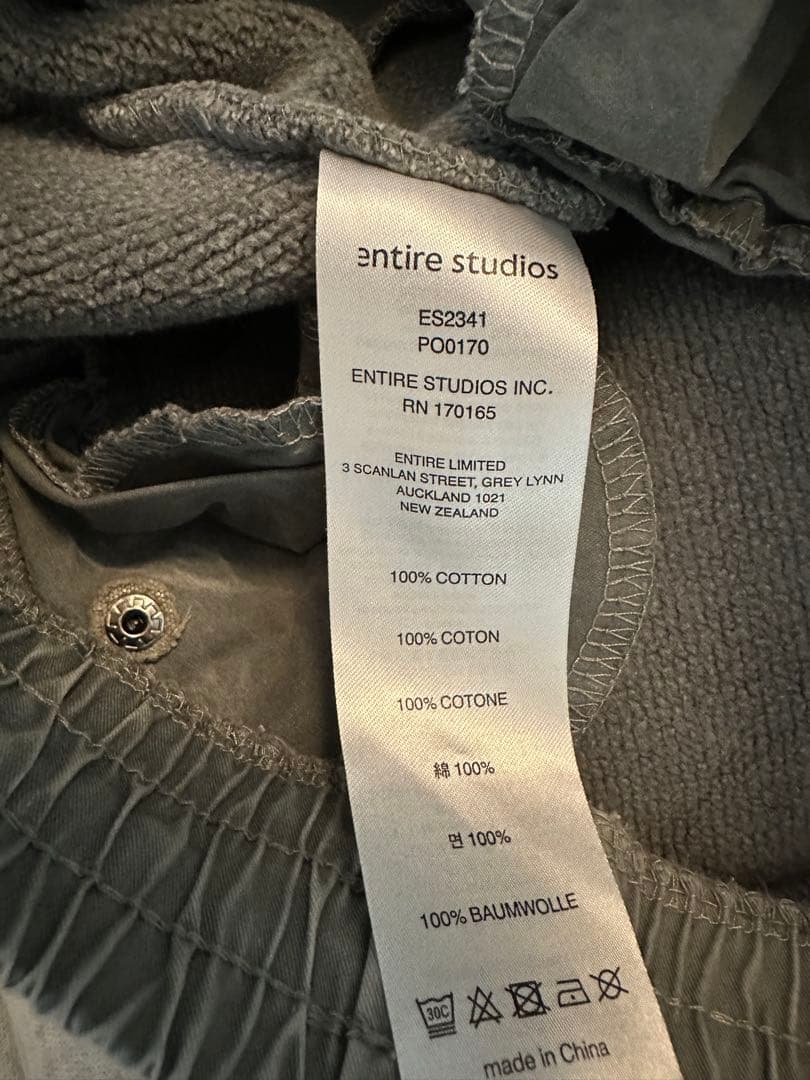 entire studios
ES2341
PO0170
ENTIRE STUDIOS INC.
RN 170165
ENTIRE LIMITED
3 SCANLAN STREET, GREY LYNN
AUCKLAND 1021
NEW ZEALAND
100% COTTON
100% COTON
100% COTONE
綿 100%
면 100%
100% BAUMWOLLE
30C
made in China